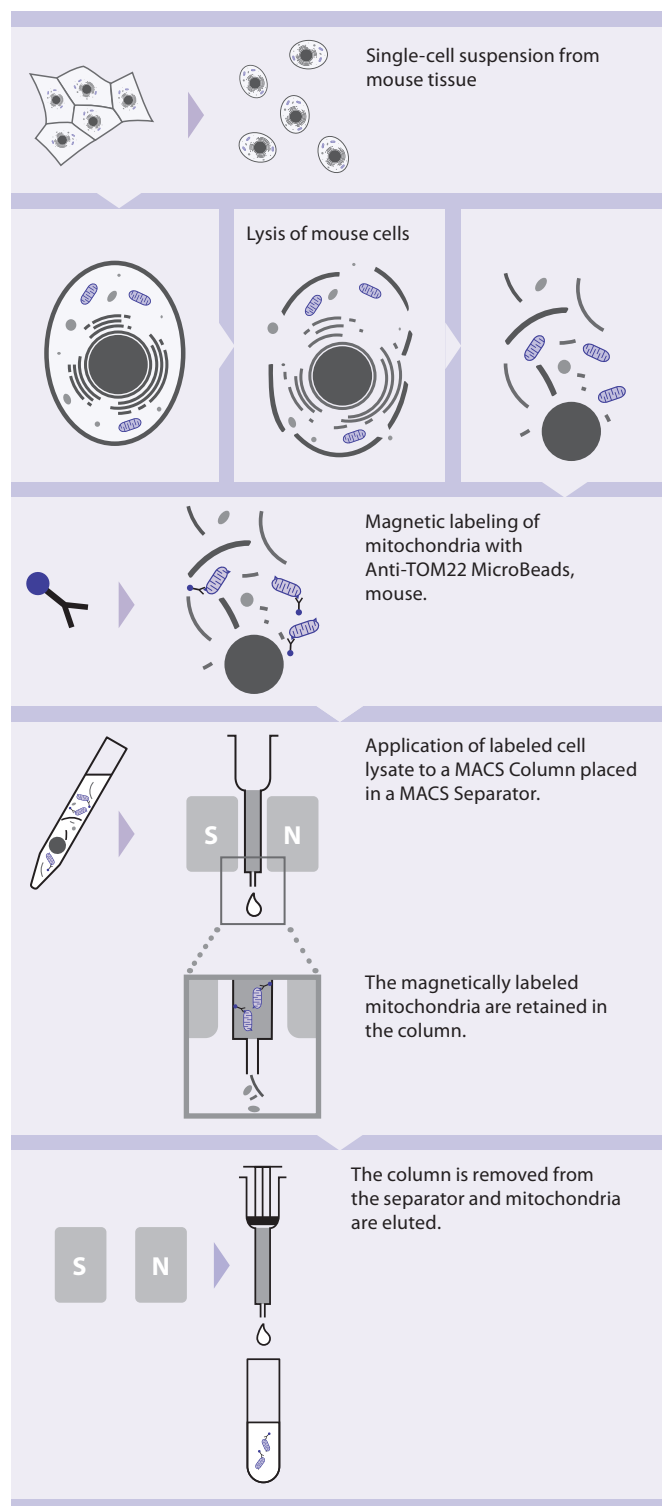 Single-cell suspension from
mouse tissue
Lysis of mouse cells
Magnetic labeling of
mitochondria with
Anti-TOM22 MicroBeads,
mouse.
Application of labeled cell
lysate to a MACS Column placed
in a MACS Separator.
S
N
The magnetically labeled
mitochondria are retained in
the column.
The column is removed from
the separator and mitochondria
are eluted.
S
N